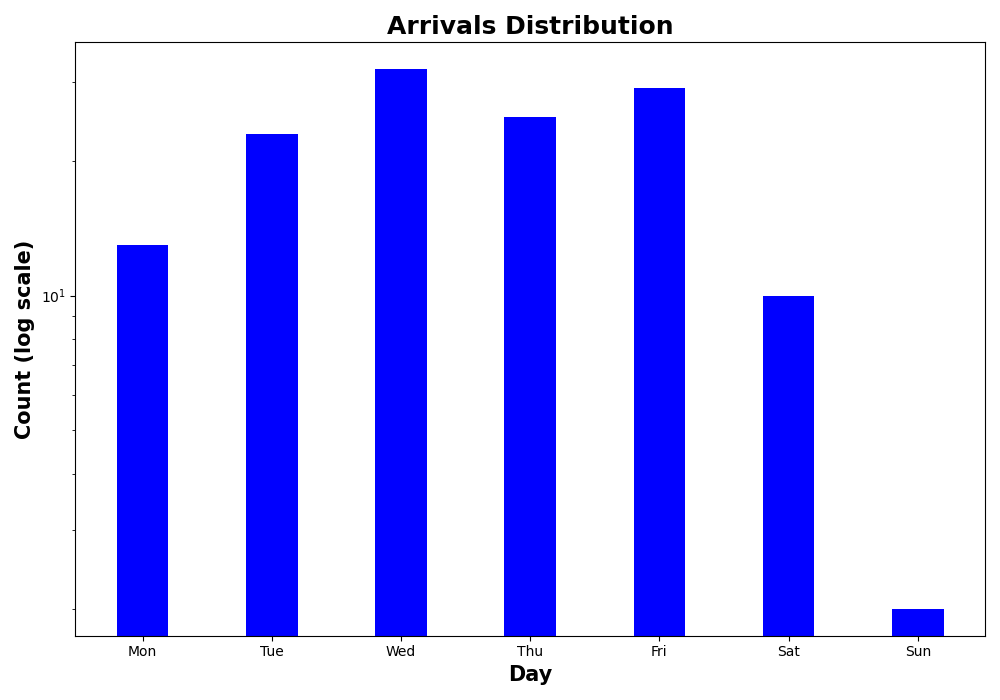 Arrivals Distribution
Count (log scale)
10¹
Mon Tue Wed Thu Fri Sat Sun
Day